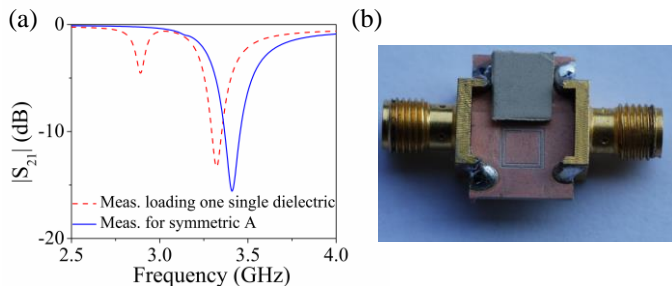 (a)
0
-10
-20
|S21| (dB)
Meas. loading one single dielectric
Meas. for symmetric A
2.5 3.0 3.5 4.0
Frequency (GHz)
(b)